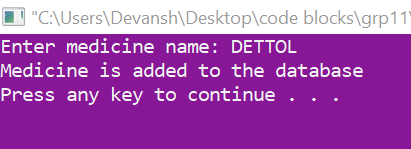 "C:\Users\Devansh\Desktop\code blocks\grp11\
Enter medicine name: DETTOL
Medicine is added to the database
Press any key to continue . . .